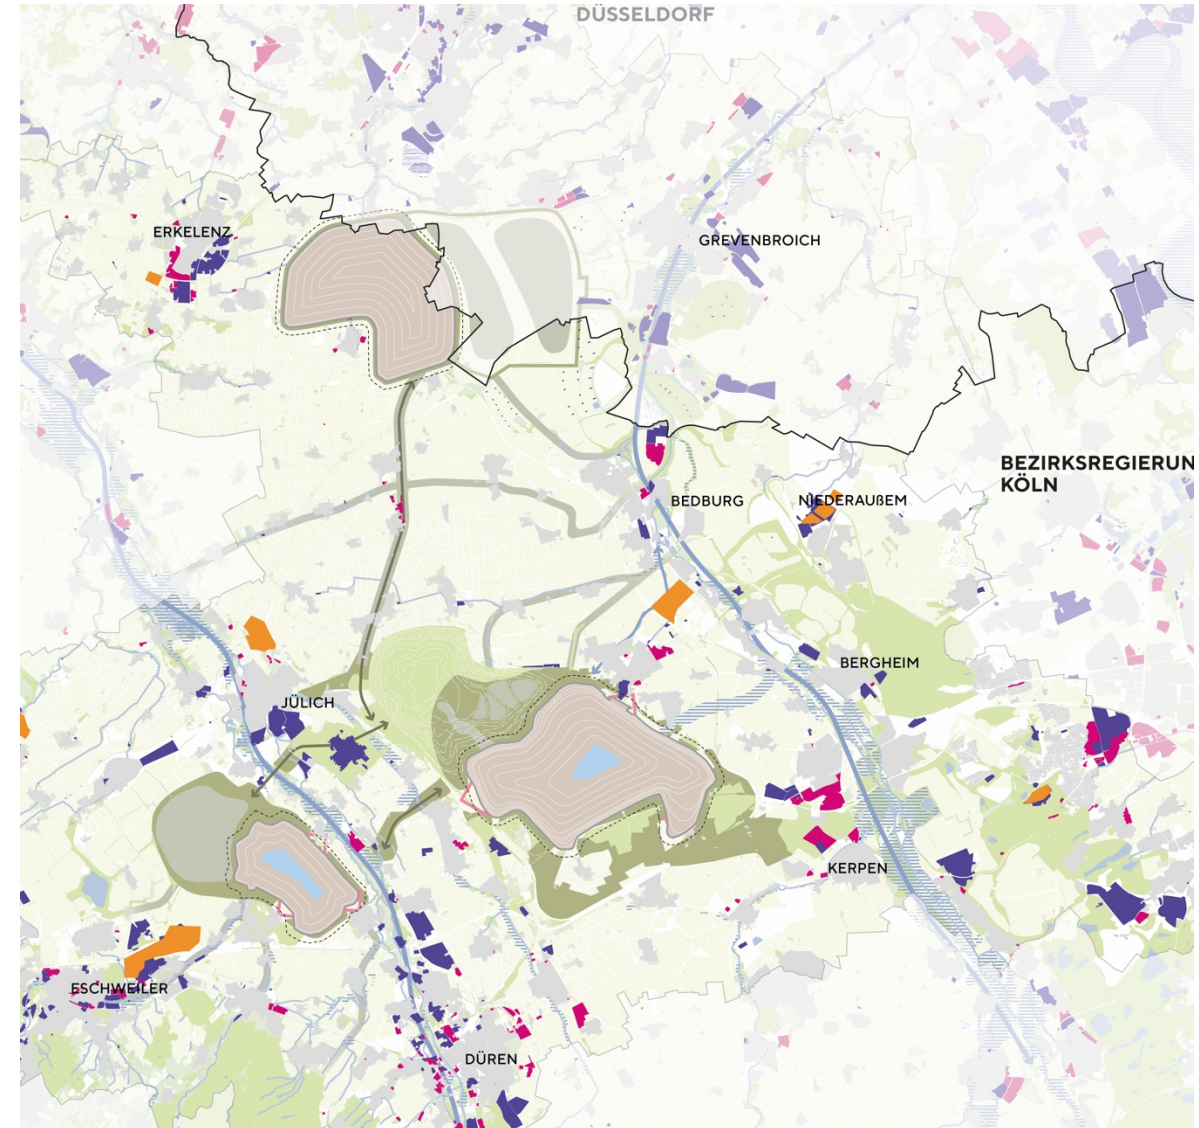 DÜSSELDORF
ERKELENZ
GREVENBROICH
BEZIRKSREGIERUN
KÖLN
BEDBURG
NIEDERAUßEM
BERGHEIM
JÜLICH
KERPEN
ESCHWEILER
DÜREN